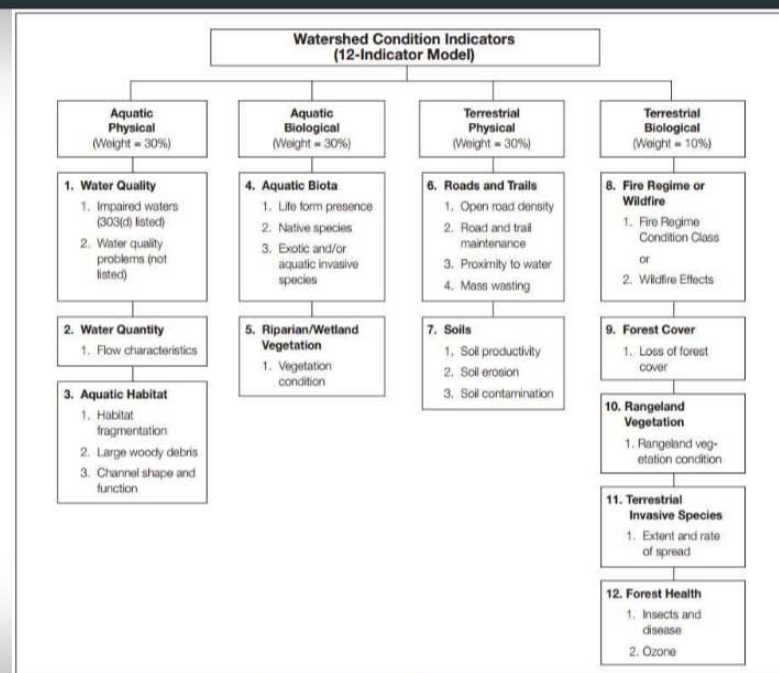 Watershed Condition Indicators
(12-Indicator Model)
Aquatic
Physical
(Weight = 30%)
1. Water Quality
1. Impaired waters
(303(d) listed)
2. Water quality
problems (not
listed)
2. Water Quantity
1. Flow characteristics
3. Aquatic Habitat
1. Habitat
fragmentation
2. Large woody debris
3. Channel shape and
function
Aquatic
Biological
(Weight = 30%)
4. Aquatic Biota
1. Life form presence
2. Native species
3. Exotic and/or
aquatic invasive
species
5. Riparian/Wetland
Vegetation
1. Vegetation
condition
Terrestrial
Physical
(Weight = 30%)
6. Roads and Trails
1. Open road density
2. Road and trail
maintenance
3. Proximity to water
4. Mass wasting
7. Soils
1. Soil productivity
2. Soil erosion
3. Soil contamination
Terrestrial
Biological
(Weight = 10%)
8. Fire Regime or
Wildfire
1. Fire Regime
Condition Class
or
2. Wildfire Effects
9. Forest Cover
1. Loss of forest
cover
10. Rangeland
Vegetation
1. Rangeland veg-
etation condition
11. Terrestrial
Invasive Species
1. Extent and rate
of spread
12. Forest Health
1. Insects and
disease
2. Ozone